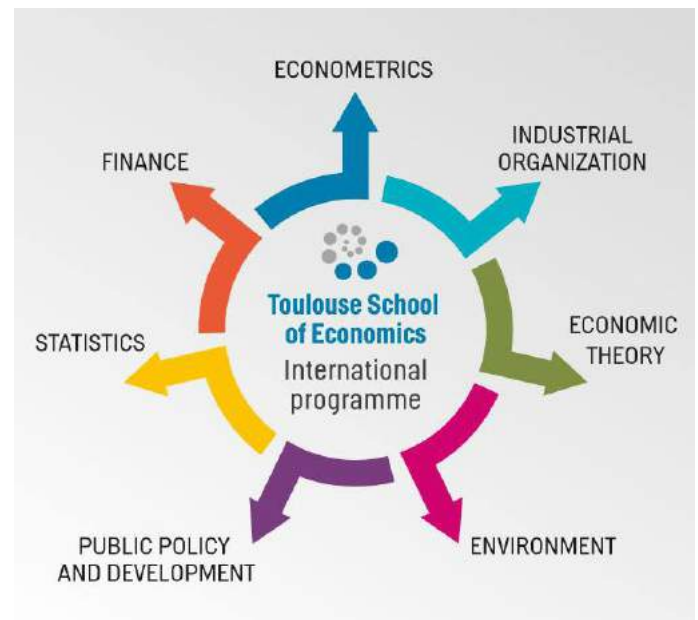 ECONOMETRICS
INDUSTRIAL
ORGANIZATION
FINANCE
Toulouse School
of Economics
International
programme
ECONOMIC
THEORY
STATISTICS
ENVIRONMENT
PUBLIC POLICY
AND DEVELOPMENT